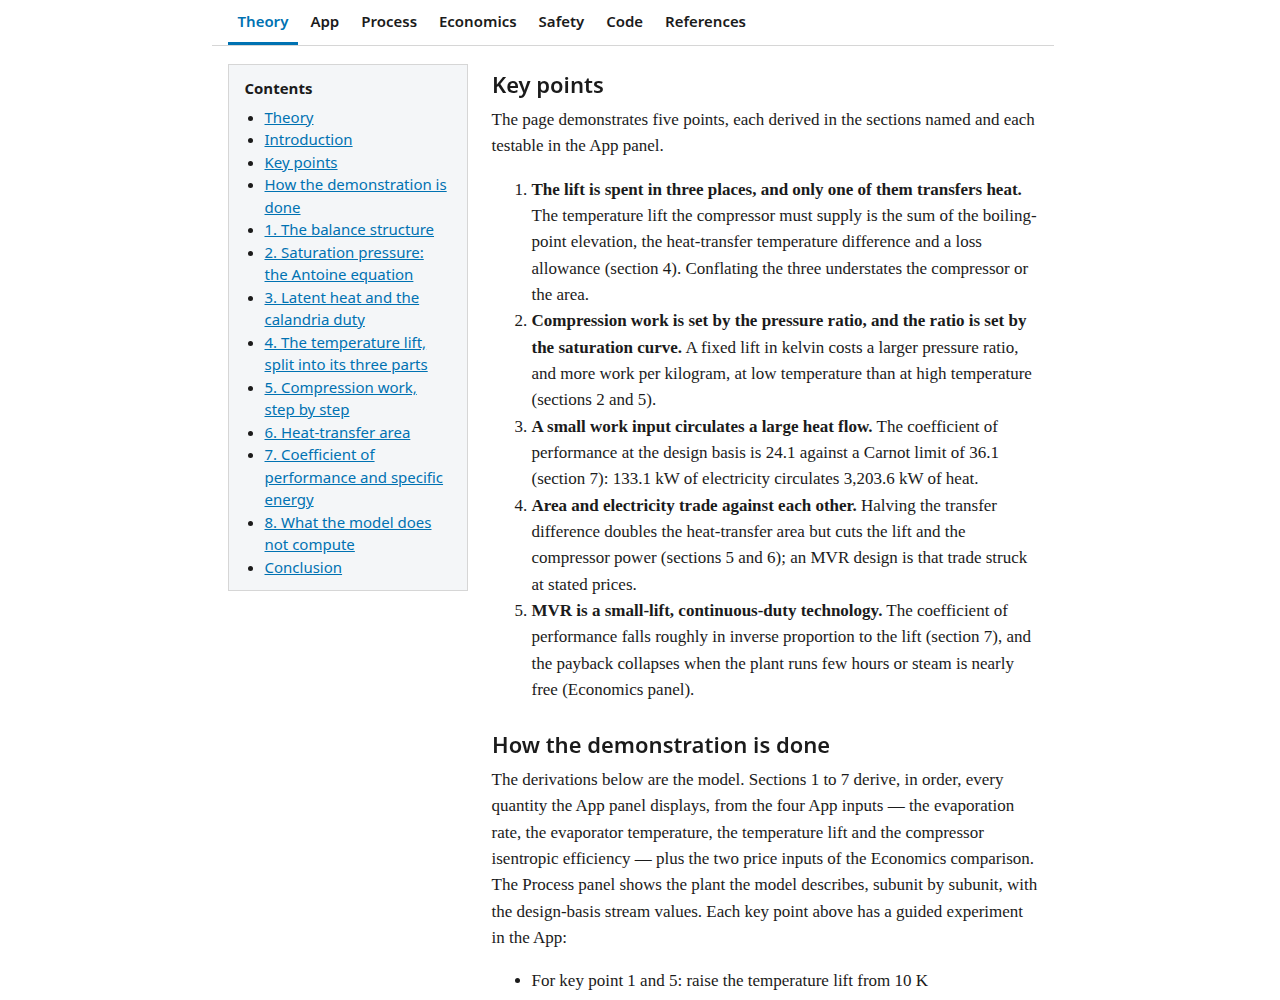 Theory App Process Economics Safety Code References
Contents
• Theory
• Introduction
• Key points
• How the demonstration is
done
• 1. The balance structure
• 2. Saturation pressure:
the Antoine equation
• 3. Latent heat and the
calandria duty
• 4. The temperature lift,
split into its three parts
• 5. Compression work,
step by step
• 6. Heat-transfer area
• 7. Coefficient of
performance and specific
energy
• 8. What the model does
not compute
• Conclusion
Key points
The page demonstrates five points, each derived in the sections named and each
testable in the App panel.
1. The lift is spent in three places, and only one of them transfers heat.
The temperature lift the compressor must supply is the sum of the boiling-
point elevation, the heat-transfer temperature difference and a loss
allowance (section 4). Conflating the three understates the compressor or
the area.
2. Compression work is set by the pressure ratio, and the ratio is set by
the saturation curve. A fixed lift in kelvin costs a larger pressure ratio,
and more work per kilogram, at low temperature than at high temperature
(sections 2 and 5).
3. A small work input circulates a large heat flow. The coefficient of
performance at the design basis is 24.1 against a Carnot limit of 36.1
(section 7): 133.1 kW of electricity circulates 3,203.6 kW of heat.
4. Area and electricity trade against each other. Halving the transfer
difference doubles the heat-transfer area but cuts the lift and the
compressor power (sections 5 and 6); an MVR design is that trade struck
at stated prices.
5. MVR is a small-lift, continuous-duty technology. The coefficient of
performance falls roughly in inverse proportion to the lift (section 7), and
the payback collapses when the plant runs few hours or steam is nearly
free (Economics panel).
How the demonstration is done
The derivations below are the model. Sections 1 to 7 derive, in order, every
quantity the App panel displays, from the four App inputs — the evaporation
rate, the evaporator temperature, the temperature lift and the compressor
isentropic efficiency — plus the two price inputs of the Economics comparison.
The Process panel shows the plant the model describes, subunit by subunit, with
the design-basis stream values. Each key point above has a guided experiment
in the App:
• For key point 1 and 5: raise the temperature lift from 10 K